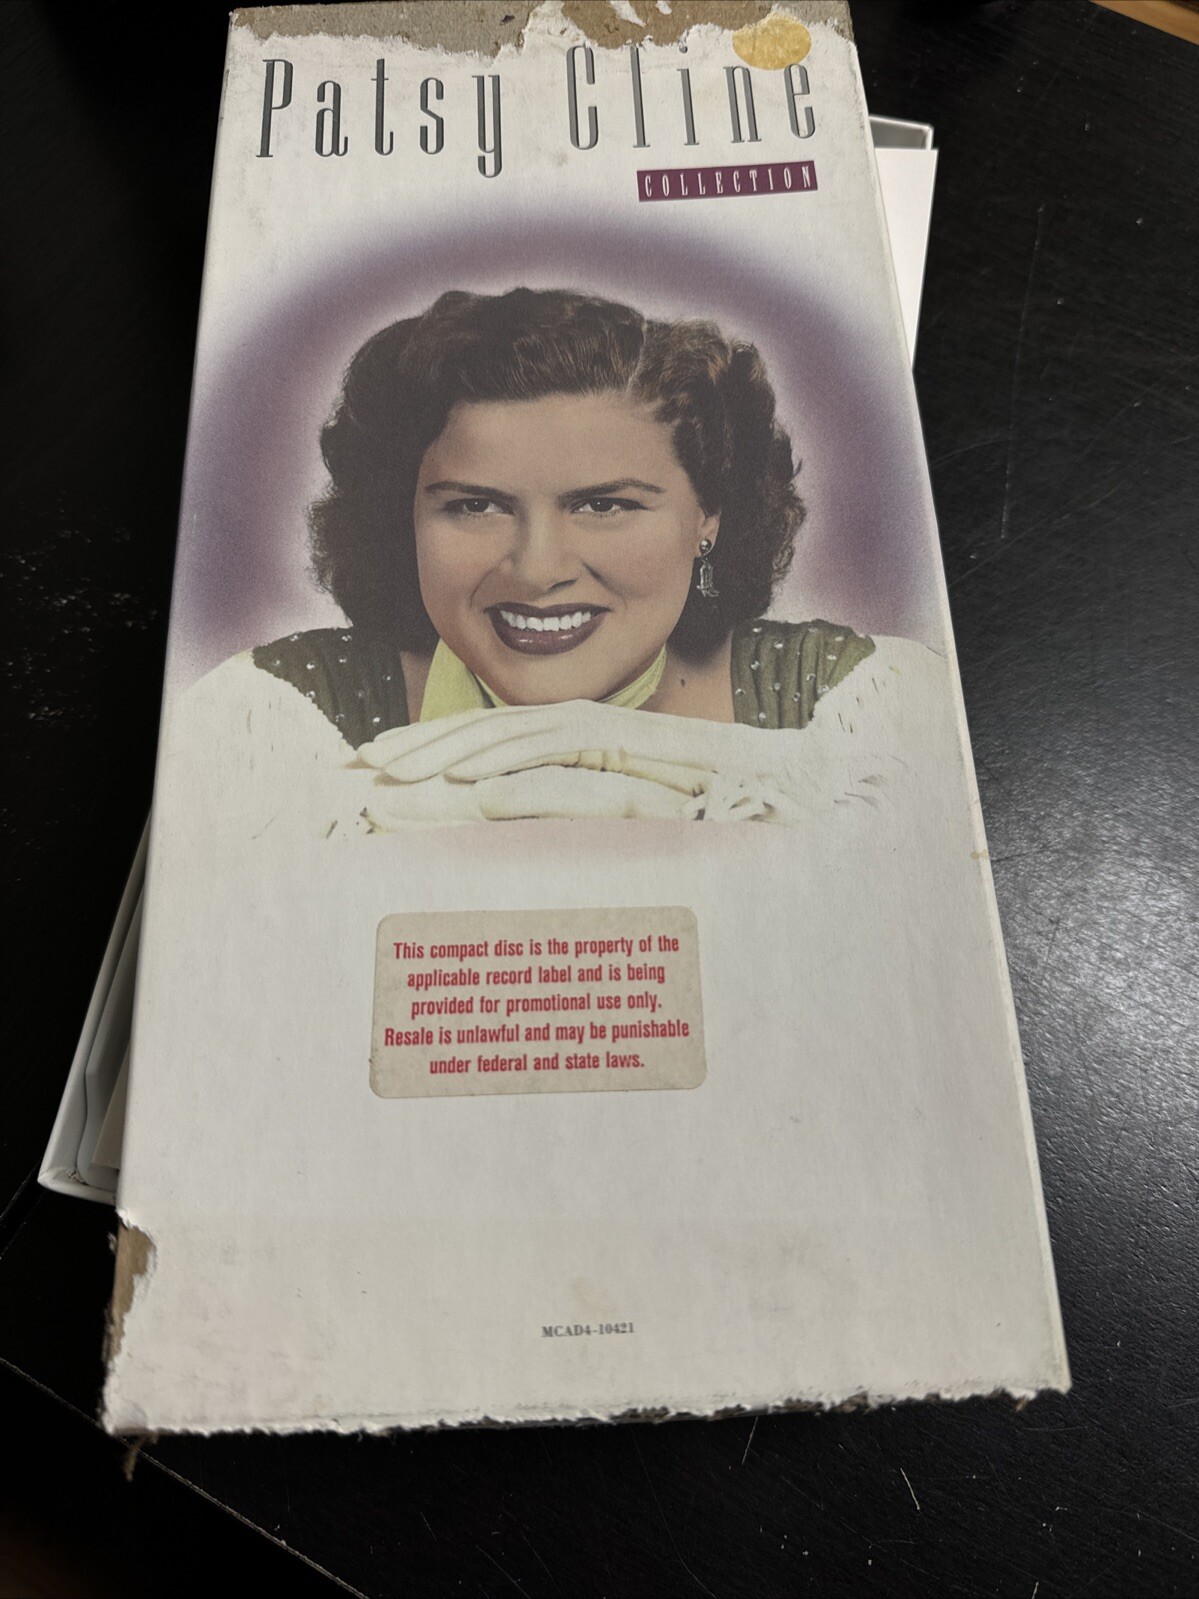 Patsy Cline
COLLECTION
This compact disc is the property of the
applicable record label and is being
provided for promotional use only.
Resale is unlawful and may be punishable
under federal and state laws.
MCAD4-10421